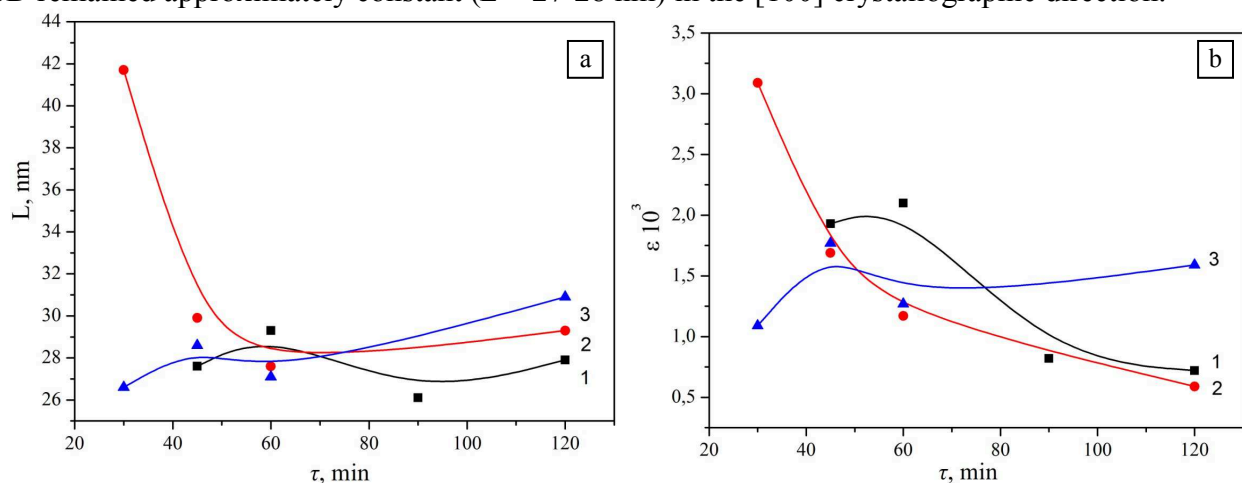 remained approximately constant ( 27-28 nm) in the [100] crystallographic direction.
a
L, nm
44
42
40
38
36
34
32
30
28
26
3
2
1
20 40 60 80 100 120
τ, min
b
ε 10³
3,5
3,0
2,5
2,0
1,5
1,0
0,5
3
1
2
20 40 60 80 100 120
τ, min